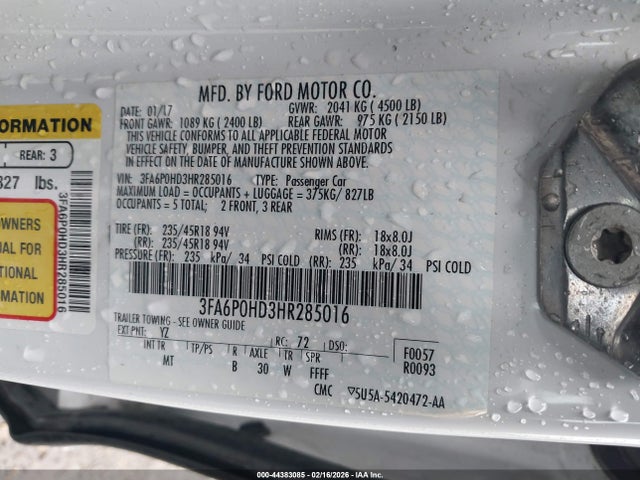 MFD. BY FORD MOTOR CO.
DATE: 01/17 GVWR: 2041 KG ( 4500 LB)
FRONT GAWR: 1089 KG ( 2400 LB) REAR GAWR: 975 KG ( 2150 LB)
THIS VEHICLE CONFORMS TO ALL APPLICABLE FEDERAL MOTOR
VEHICLE SAFETY, BUMPER, AND THEFT PREVENTION STANDARDS
IN EFFECT ON THE DATE OF MANUFACTURE SHOWN ABOVE.
VIN: 3FA6P0HD3HR285016 TYPE: Passenger Car
MAXIMUM LOAD = OCCUPANTS + LUGGAGE = 375KG/ 827LB
OCCUPANTS = 5 TOTAL: 2 FRONT, 3 REAR
TIRE (FR): 235/45R18 94V RIMS (FR): 18x8.0J
(RR): 235/45R18 94V (RR): 18x8.0J
PRESSURE (FR): 235 kPa/ 34 PSI COLD (RR): 235 kPa/ 34 PSI COLD
3FA6P0HD3HR285016
TRAILER TOWING - SEE OWNER GUIDE
EXT PNT: YZ RC: 72 DSO: F0057
INT TR TP/PS R AXLE TR SPR R0093
MT B 30 W FFFF
CMC ▽5U5A-5420472-AA
FORMATION
REAR: 3
827 lbs.
OWNERS
AL FOR
TIONAL
MATION
3FA6P0HD3HR285016
000-44383085 - 02/16/2026 - IAAI.com